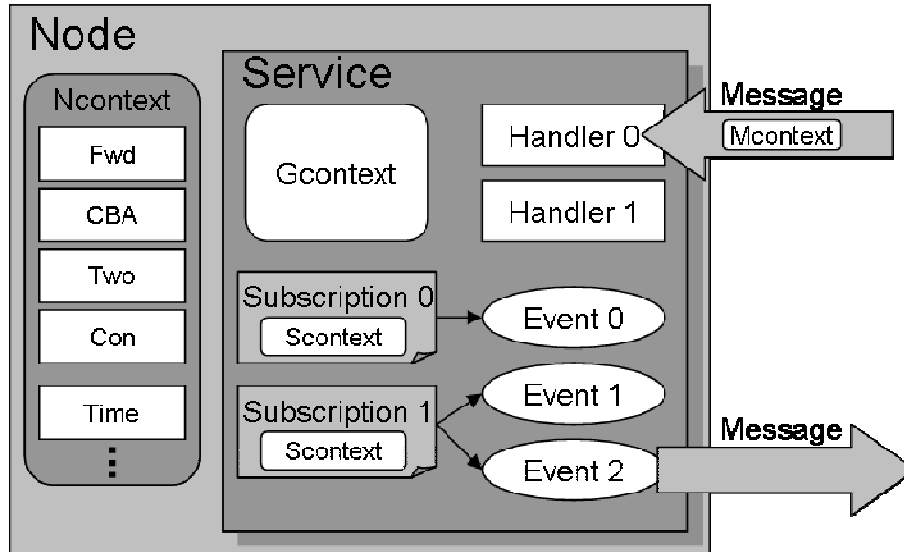 Node
Ncontext
Fwd
CBA
Two
Con
Time
Service
Gcontext
Handler 0
Handler 1
Message
Mcontext
Subscription 0
Scontext
Event 0
Subscription 1
Scontext
Event 1
Event 2
Message